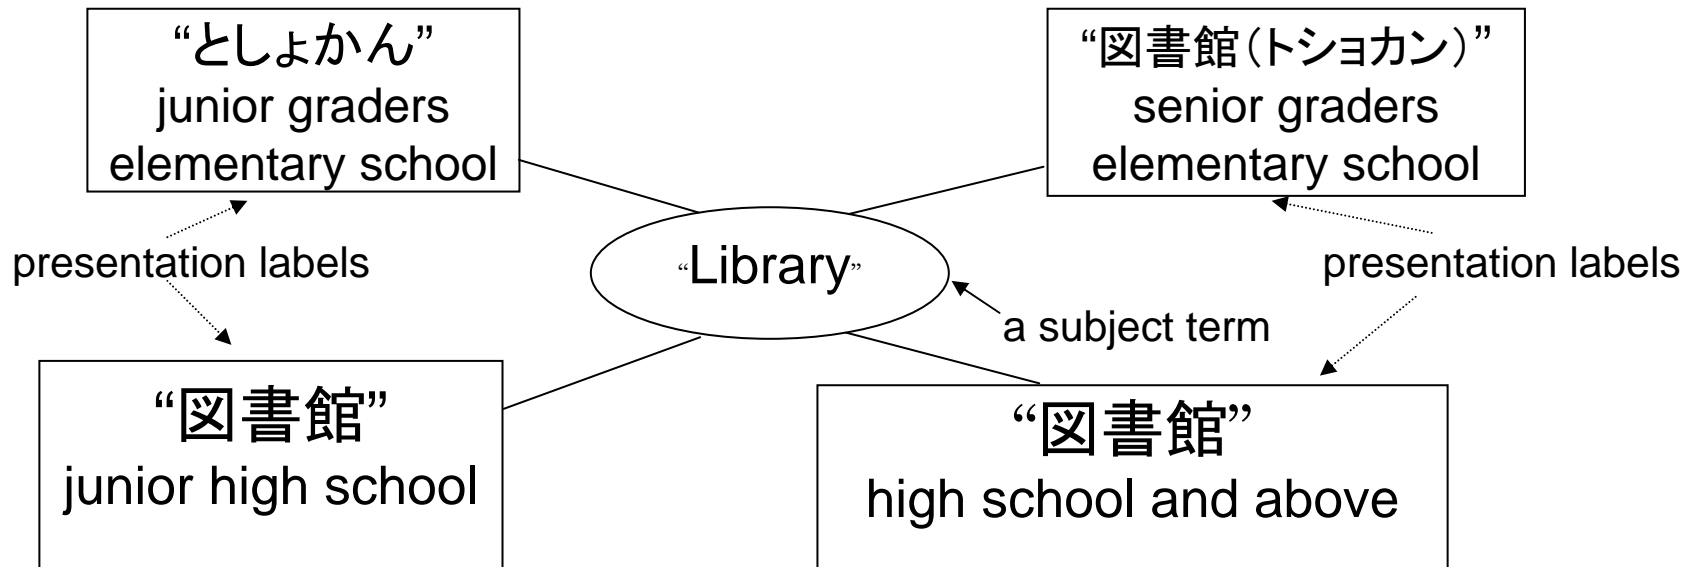 “としょかん”
junior graders
elementary school
“図書館(トショカン)”
senior graders
elementary school
presentation labels
“Library”
presentation labels
a subject term
“図書館”
junior high school
“図書館”
high school and above